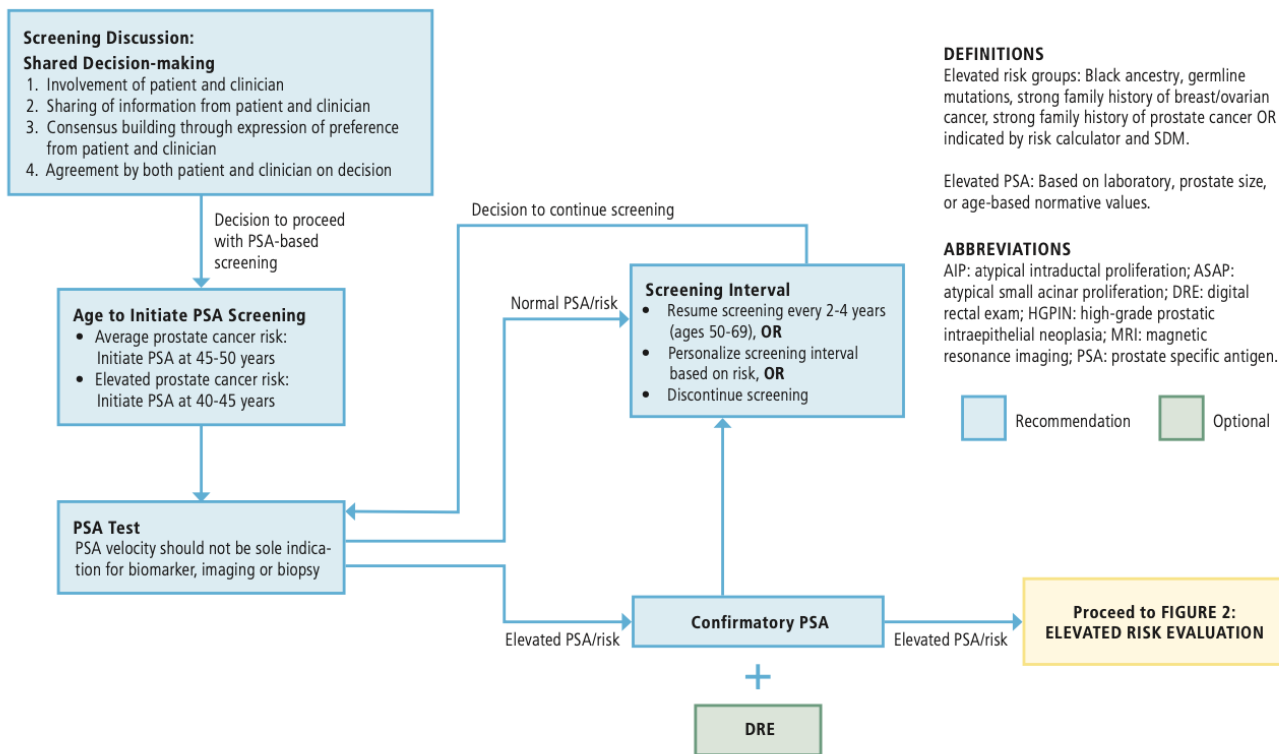 Screening Discussion:
Shared Decision-making
1. Involvement of patient and clinician
2. Sharing of information from patient and clinician
3. Consensus building through expression of preference
from patient and clinician
4. Agreement by both patient and clinician on decision
Decision to proceed
with PSA-based
screening
Age to Initiate PSA Screening
• Average prostate cancer risk:
Initiate PSA at 45-50 years
• Elevated prostate cancer risk:
Initiate PSA at 40-45 years
PSA Test
PSA velocity should not be sole indica-
tion for biomarker, imaging or biopsy
Decision to continue screening
Normal PSA/risk
Screening Interval
• Resume screening every 2-4 years
(ages 50-69), OR
• Personalize screening interval
based on risk, OR
• Discontinue screening
Elevated PSA/risk
Confirmatory PSA
+
DRE
Elevated PSA/risk
Proceed to FIGURE 2:
ELEVATED RISK EVALUATION
DEFINITIONS
Elevated risk groups: Black ancestry, germline
mutations, strong family history of breast/ovarian
cancer, strong family history of prostate cancer OR
indicated by risk calculator and SDM.
Elevated PSA: Based on laboratory, prostate size,
or age-based normative values.
ABBREVIATIONS
AIP: atypical intraductal proliferation; ASAP:
atypical small acinar proliferation; DRE: digital
rectal exam; HGPIN: high-grade prostatic
intraepithelial neoplasia; MRI: magnetic
resonance imaging; PSA: prostate specific antigen.
Recommendation
Optional